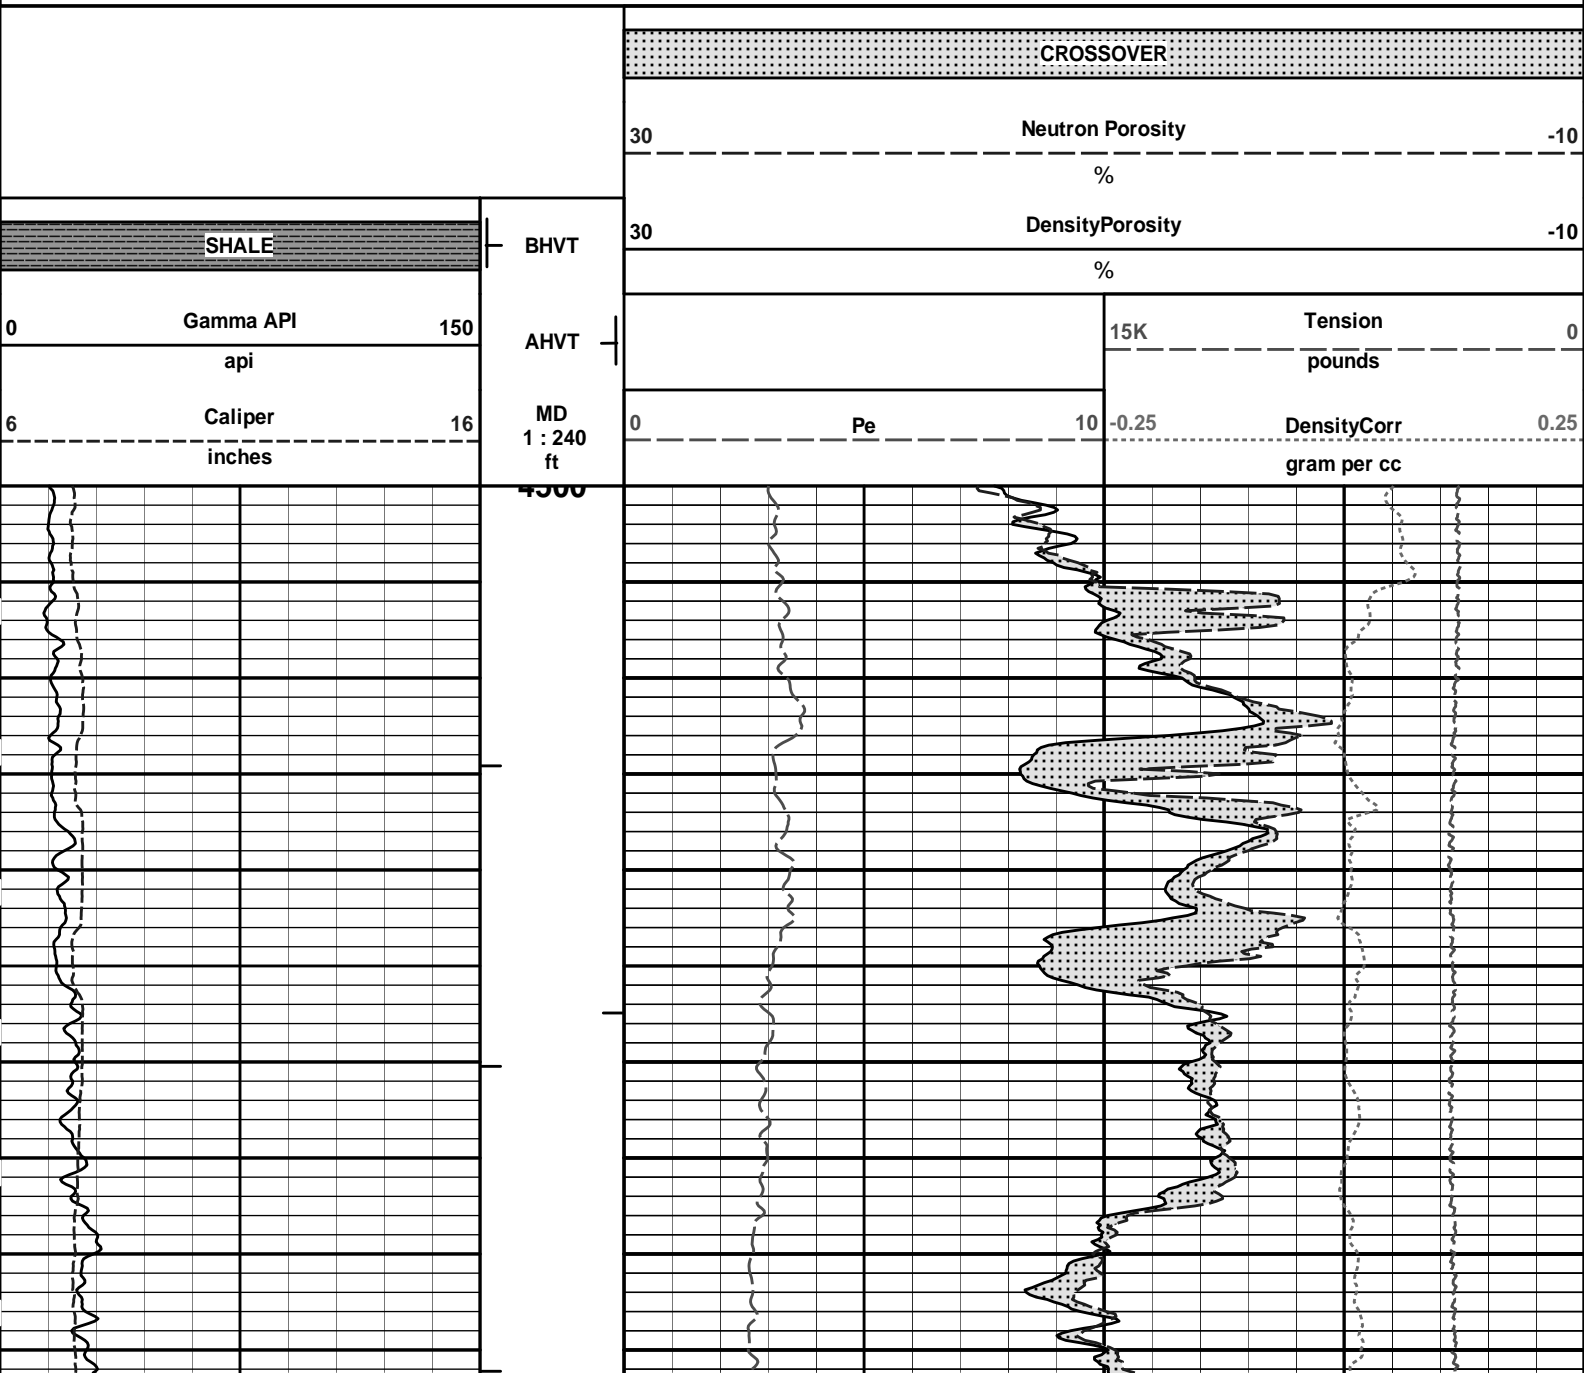 CROSSOVER
30 Neutron Porosity -10
%
30 DensityPorosity -10
%
SHALE
BHVT
0 Gamma API 150
api
AHVT
15K Tension 0
pounds
6 Caliper 16
inches
MD
1 : 240
ft
0 Pe 10
-0.25 DensityCorr 0.25
gram per cc